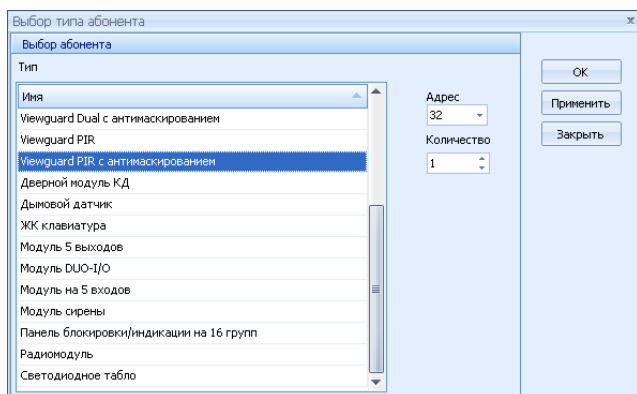 Выбор типа абонента
Выбор абонента
Тип
Имя
Viewguard Dual с антимаскированием
Viewguard PIR
Viewguard PIR с антимаскированием
Дверной модуль КД
Дымовой датчик
ЖК клавиатура
Модуль 5 выходов
Модуль DUO-I/O
Модуль на 5 входов
Модуль сирены
Панель блокировки/индикации на 16 групп
Радиомодуль
Светодиодное табло
Адрес
32
Количество
1
ОК
Применить
Закрыть